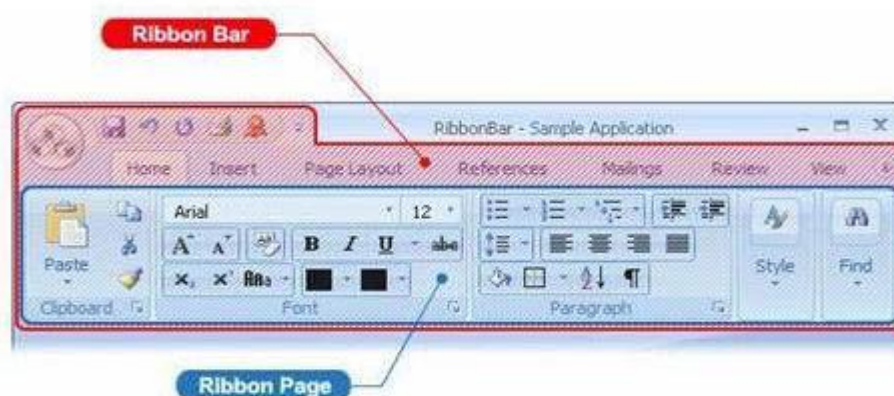 Ribbon Bar
RibbonBar - Sample Application
Home Insert Page Layout References Mailings Review View
Arial 12
A A B I U abc
Paste Style Find
x, x' ABa
Clipboard Font Paragraph
Ribbon Page